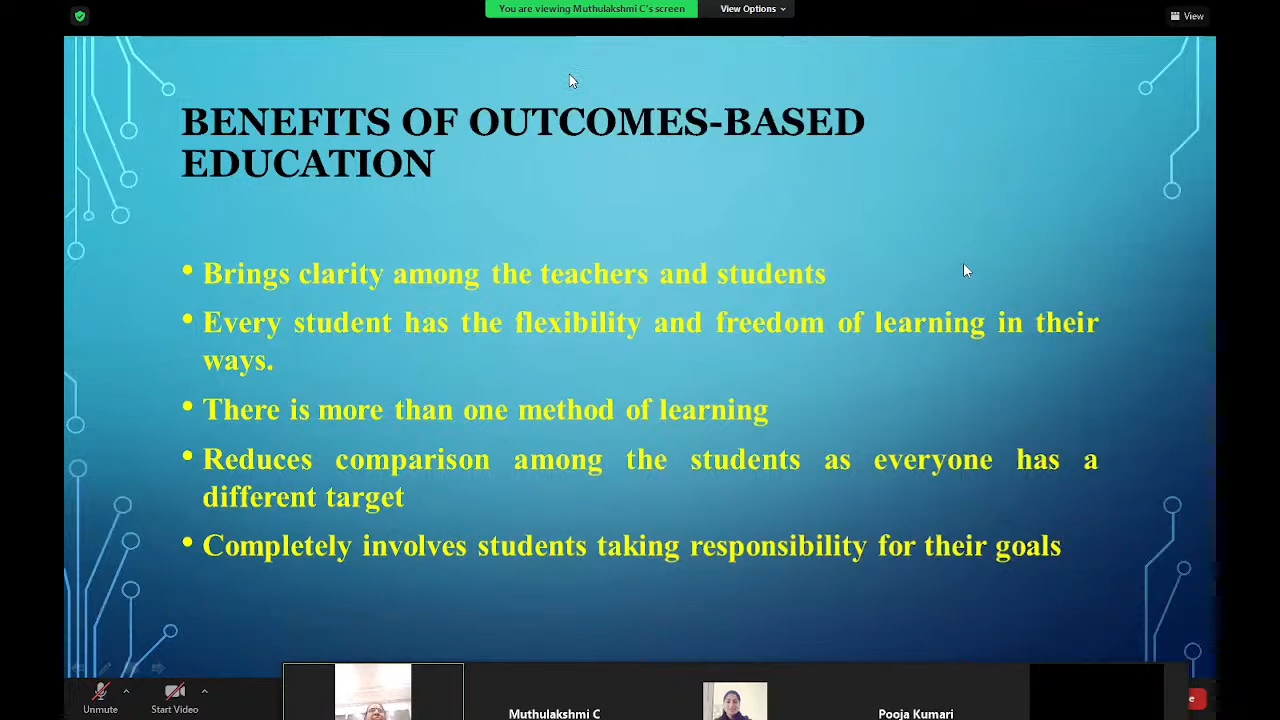 You are viewing Muthulakshmi C's screen
View Options
View
BENEFITS OF OUTCOMES-BASED
EDUCATION
• Brings clarity among the teachers and students
• Every student has the flexibility and freedom of learning in their
ways.
• There is more than one method of learning
• Reduces comparison among the students as everyone has a
different target
• Completely involves students taking responsibility for their goals
Unmute
Start Video
Muthulakshmi C
Pooja Kumari